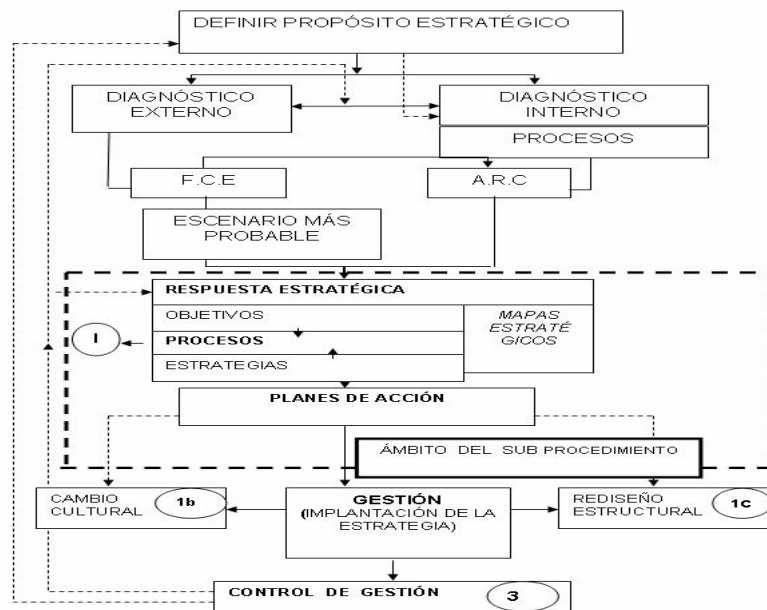 DEFINIR PROPÓSITO ESTRATÉGICO
DIAGNÓSTICO
EXTERNO
DIAGNÓSTICO
INTERNO
PROCESOS
F.C.E
A.R.C
ESCENARIO MÁS
PROBABLE
RESPUESTA ESTRATÉGICA
OBJETIVOS
MAPAS
ESTRATÉ
GICOS
I
PROCESOS
ESTRATEGIAS
PLANES DE ACCIÓN
ÁMBITO DEL SUB PROCEDIMIENTO
CAMBIO
CULTURAL
1b
GESTIÓN
(IMPLANTACIÓN DE LA
ESTRATEGIA)
REDISEÑO
ESTRUCTURAL
1c
CONTROL DE GESTIÓN
3